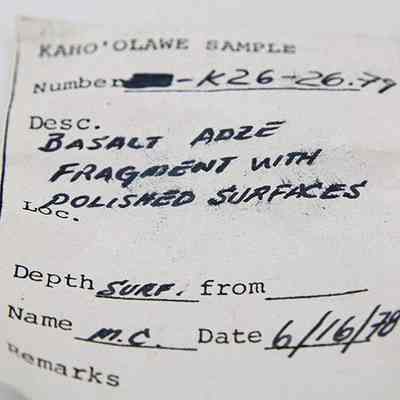 KAHO'OLAWE SAMPLE
Number -K26-26.79
Desc.
BASALT ADZE
FRAGMENT WITH
POLISHED SURFACES
Loc.
Depth SURF. from
Name M.C. Date 6/16/78
Remarks